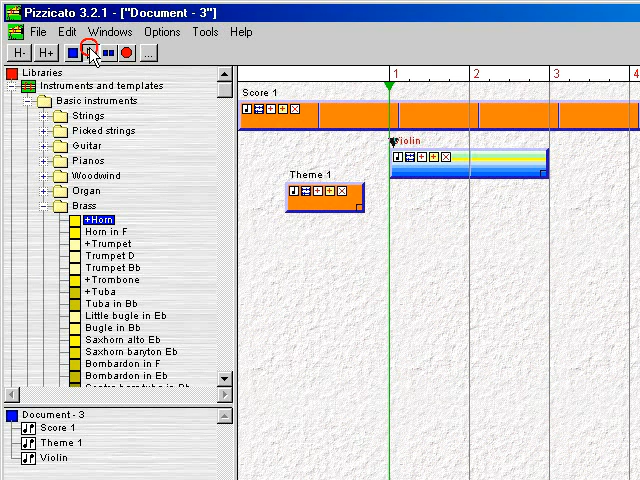 Pizzicato 3.2.1 - ["Document - 3"]
File Edit Windows Options Tools Help
H- H+ ...
Libraries
Instruments and templates
Basic instruments
Strings
Picked strings
Guitar
Pianos
Woodwind
Organ
Brass
+Horn
Horn in F
+Trumpet
Trumpet D
Trumpet Bb
+Trombone
+Tuba
Tuba in Bb
Little bugle in Eb
Bugle in Bb
Saxhorn alto Eb
Saxhorn baryton Eb
Bombardon in F
Bombardon in Eb
Document - 3
Score 1
Theme 1
Violin
1 2 3 4
Score 1
Violin
Theme 1